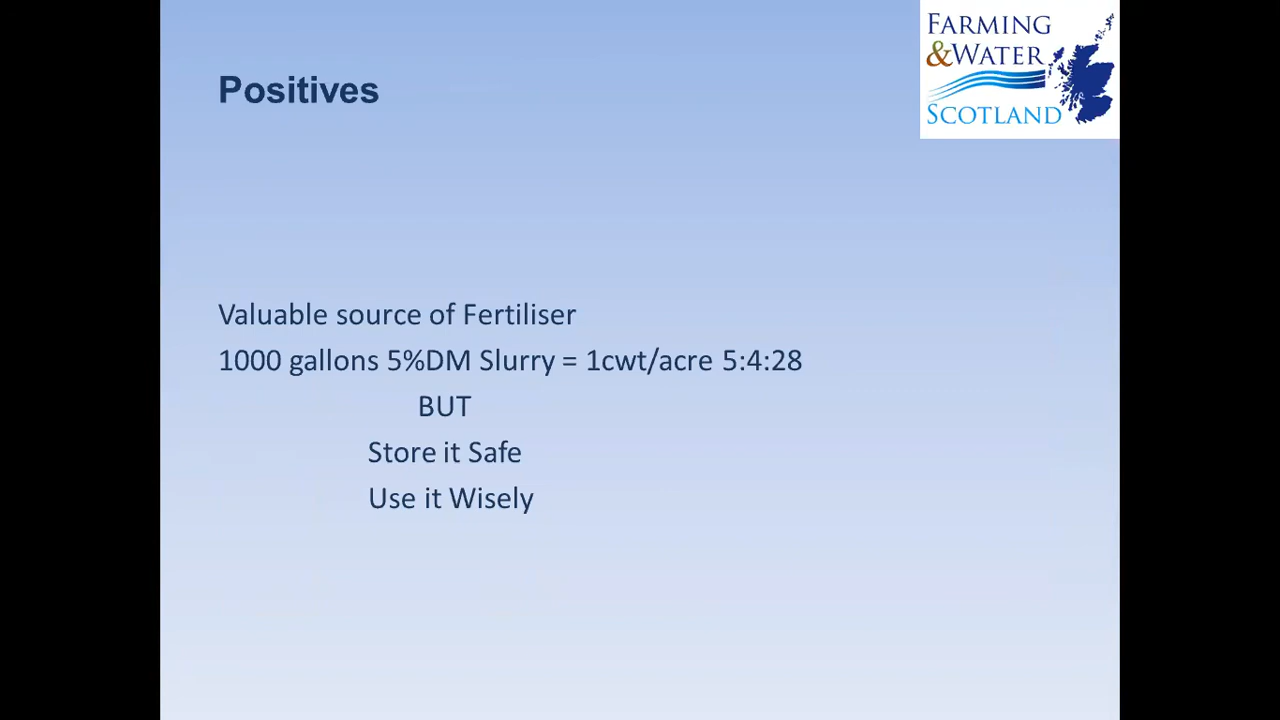 Positives
FARMING
&WATER
SCOTLAND
Valuable source of Fertiliser
1000 gallons 5%DM Slurry = 1cwt/acre 5:4:28
BUT
Store it Safe
Use it Wisely